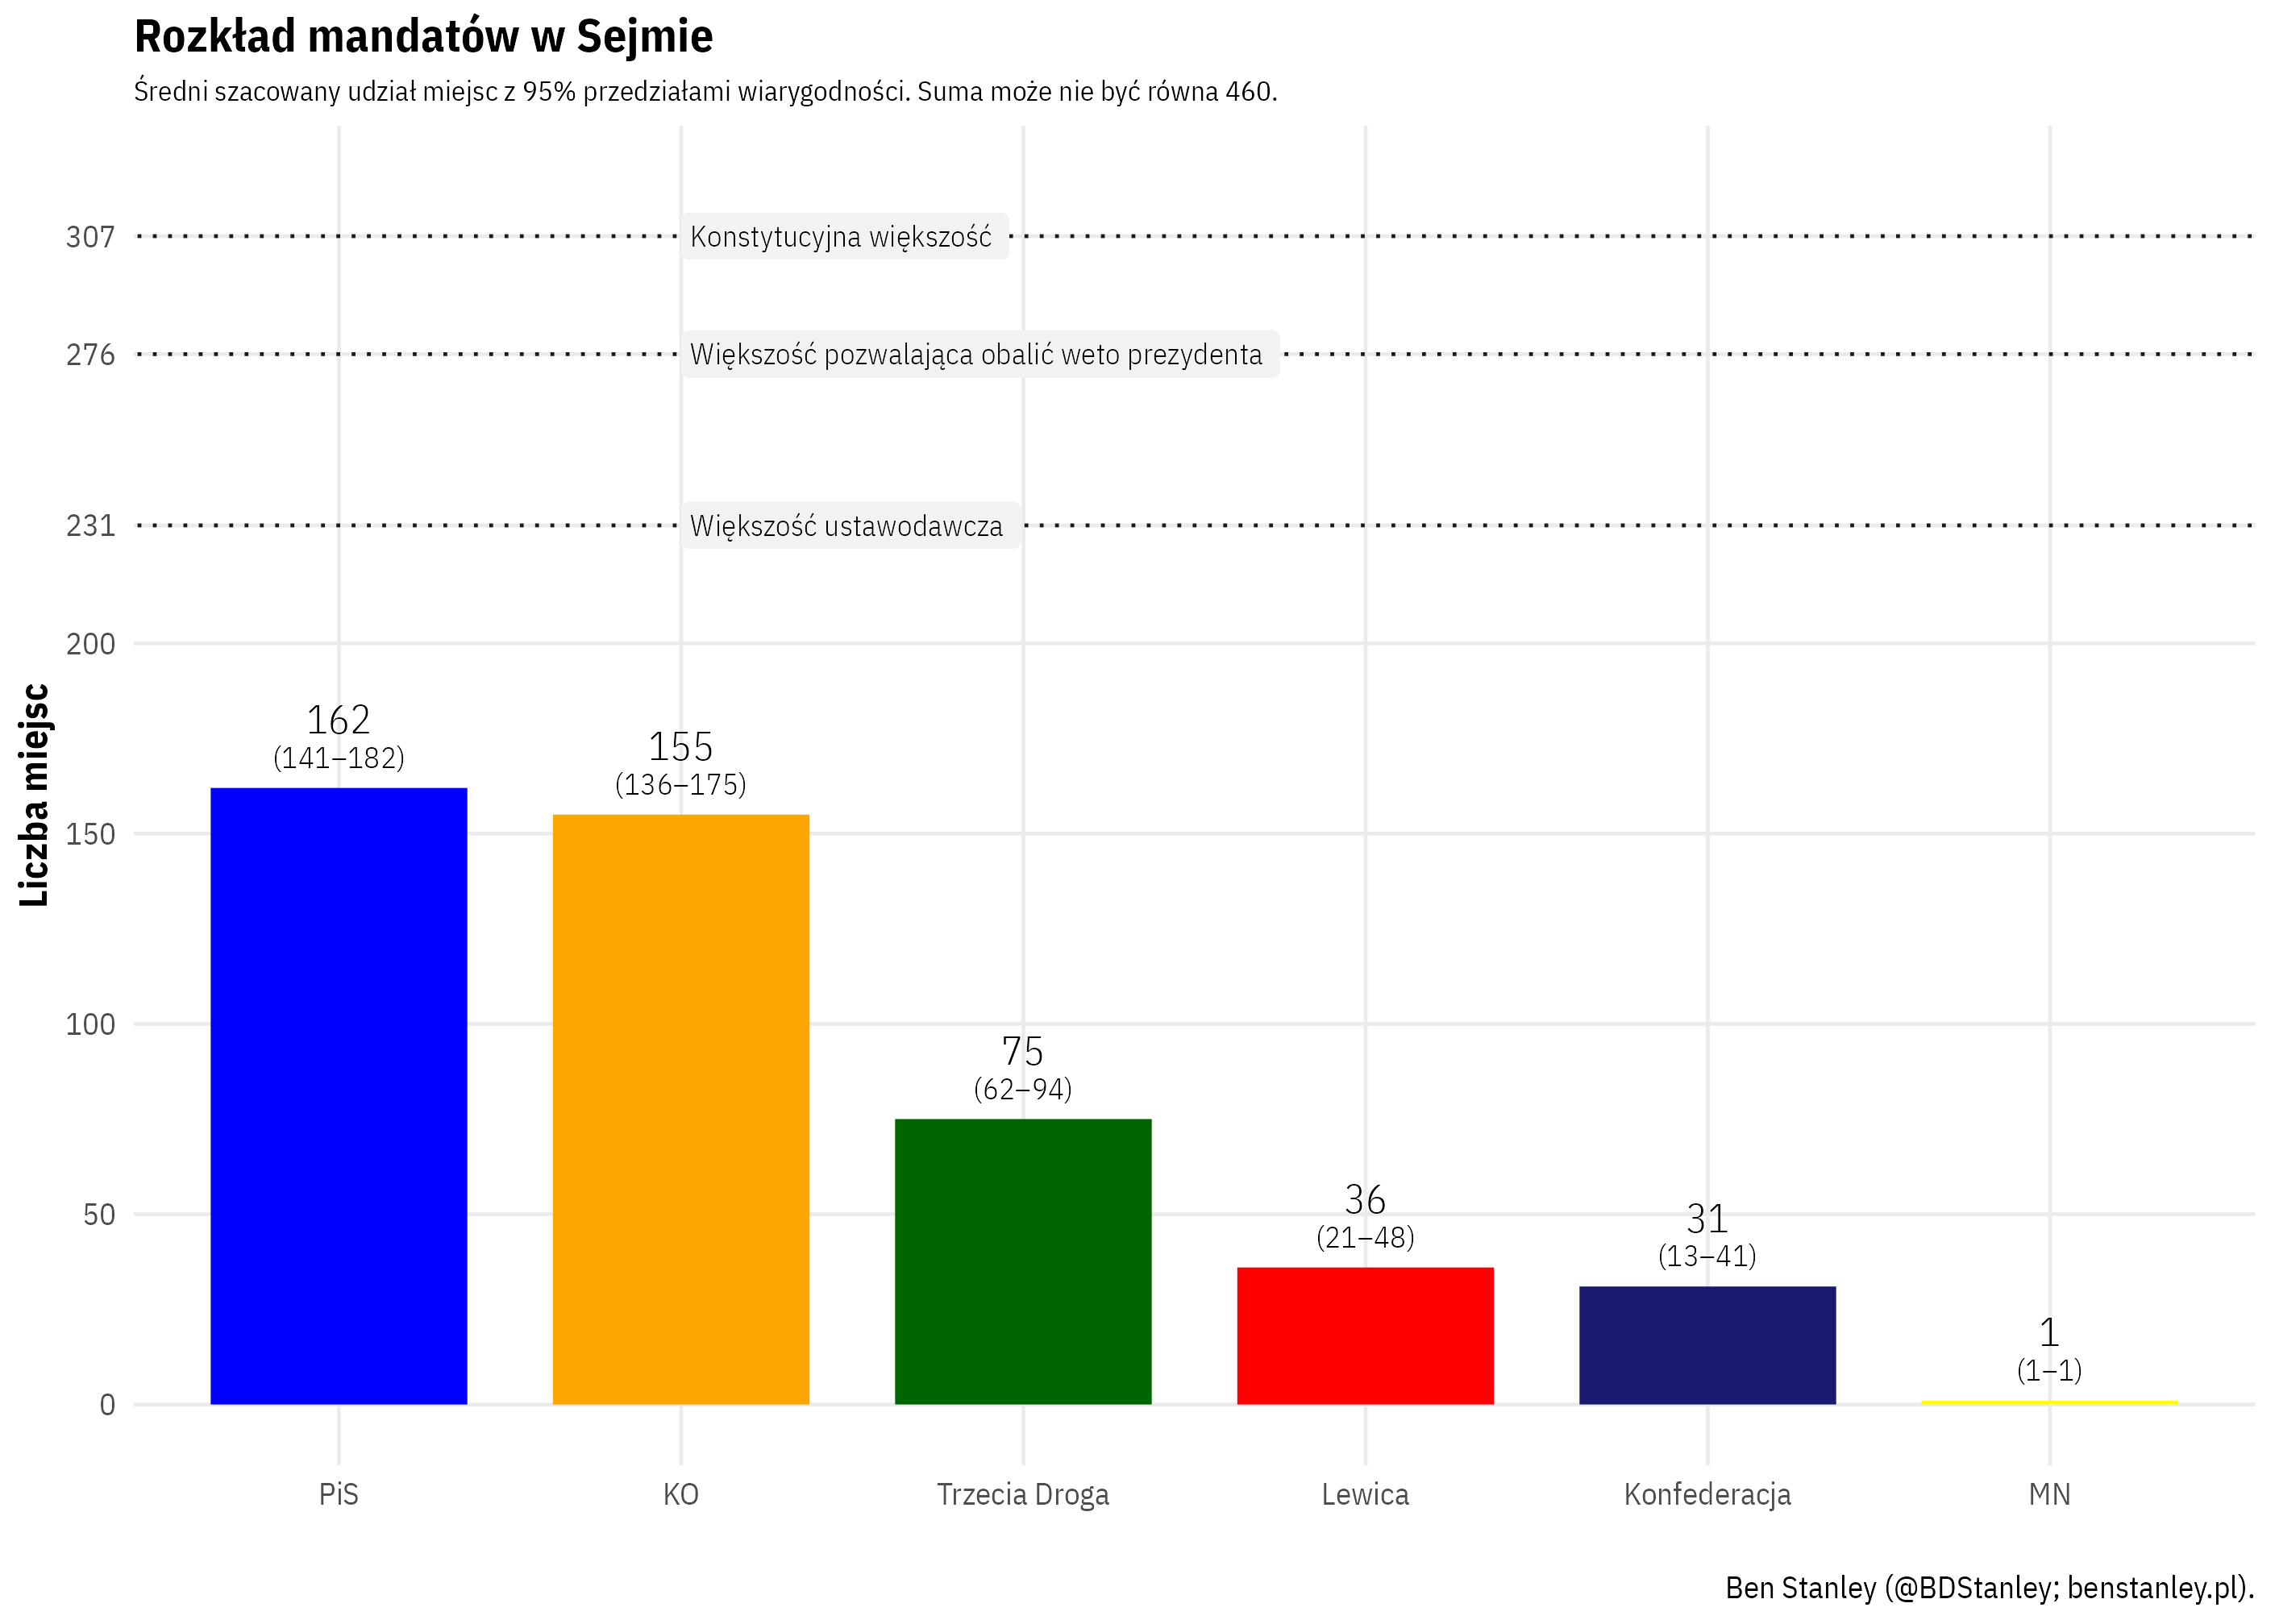 Rozkład mandatów w Sejmie
Średni szacowany udział miejsc z 95% przedziałami wiarygodności. Suma może nie być równa 460.
Liczba miejsc
307
Konstytucyjna większość
276
Większość pozwalająca obalić weto prezydenta
231
Większość ustawodawcza
200
150
100
50
0
162
(141–182)
155
(136–175)
75
(62–94)
36
(21–48)
31
(13–41)
1
(1–1)
PiS
KO
Trzecia Droga
Lewica
Konfederacja
MN
Ben Stanley (@BDStanley; benstanley.pl).